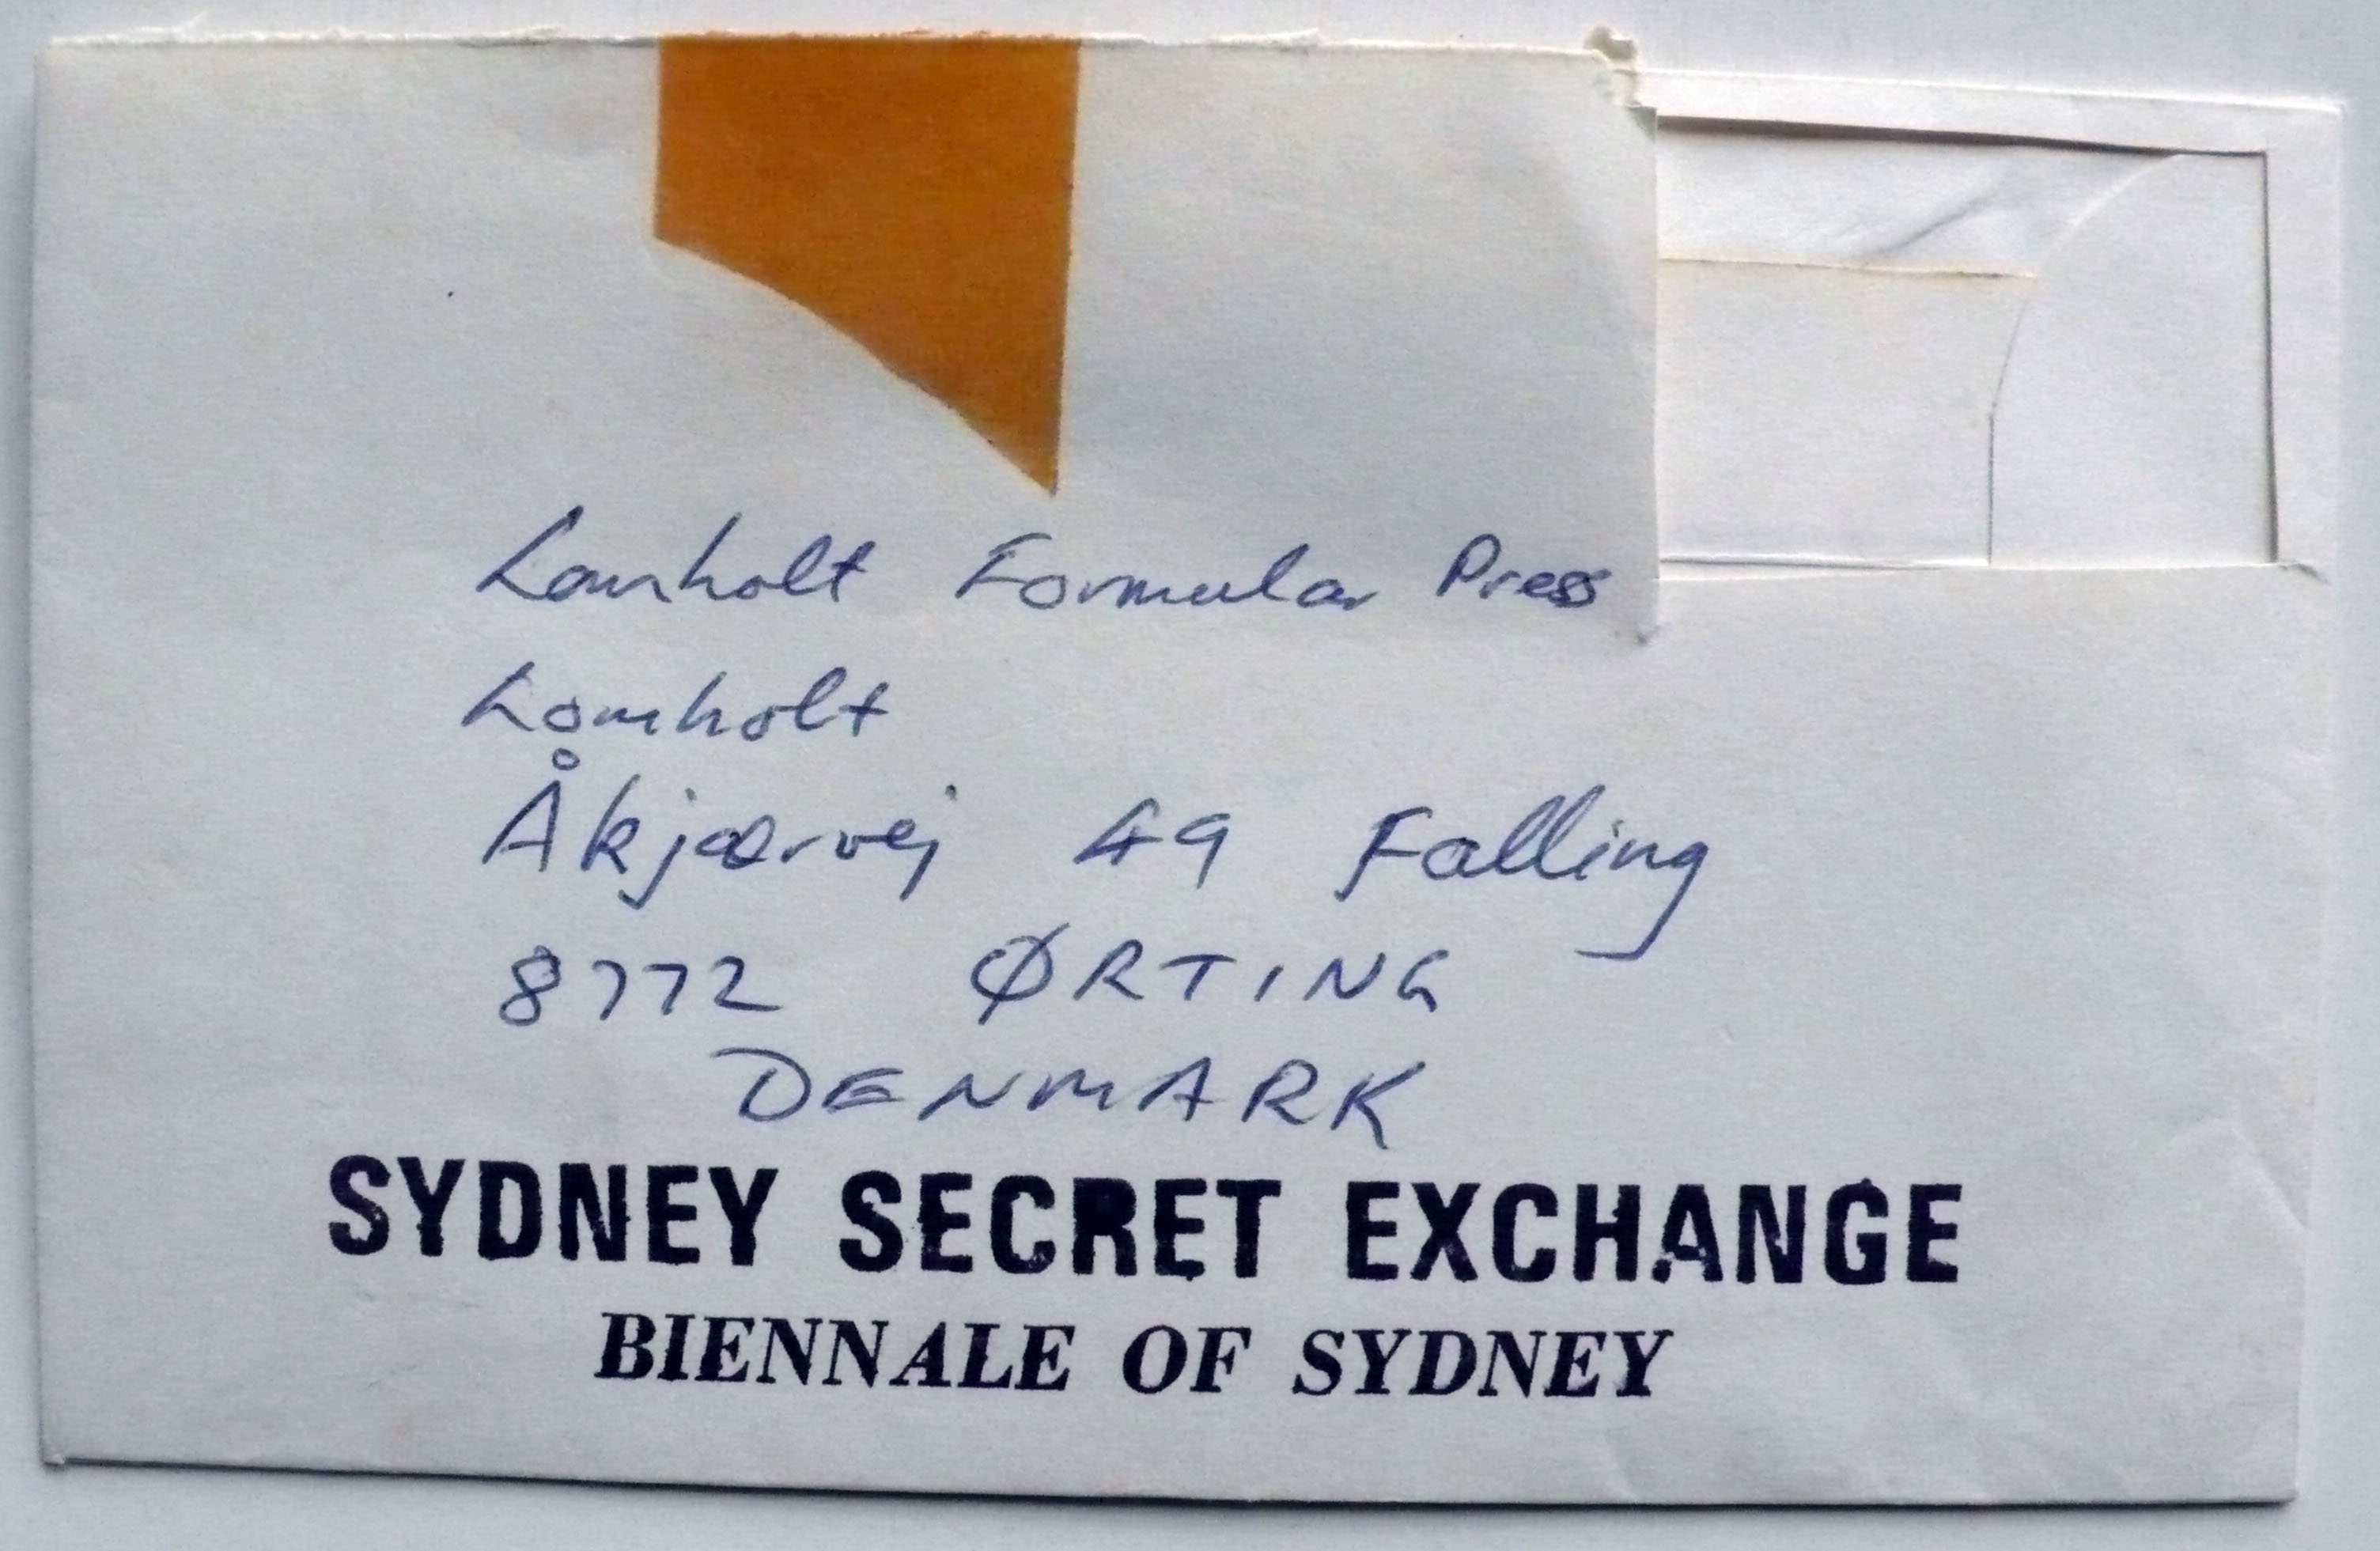 Lomholt Formular Press
Lomholt
Åkjærvej 49 Falling
8772 ØRTING
DENMARK
SYDNEY SECRET EXCHANGE
BIENNALE OF SYDNEY